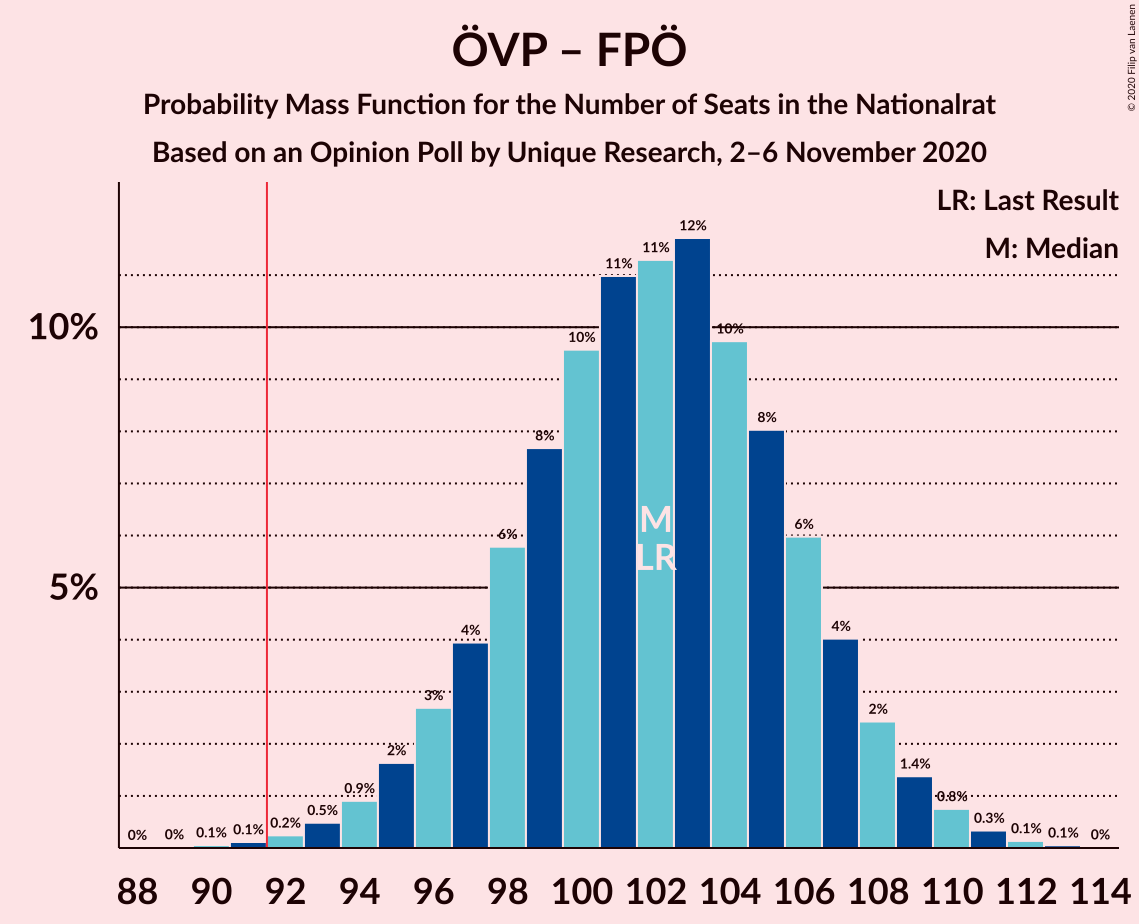 ÖVP – FPÖ
Probability Mass Function for the Number of Seats in the Nationalrat
Based on an Opinion Poll by Unique Research, 2–6 November 2020
© 2020 Filip van Laenen
LR: Last Result
M: Median
10%
5%
0% 0% 0.1% 0.1% 0.2% 0.5% 0.9% 2% 3% 4% 6% 8% 10% 11% 11% 12% 10% 8% 6% 4% 2% 1.4% 0.8% 0.3% 0.1% 0.1% 0%
M
LR
88 90 92 94 96 98 100 102 104 106 108 110 112 114